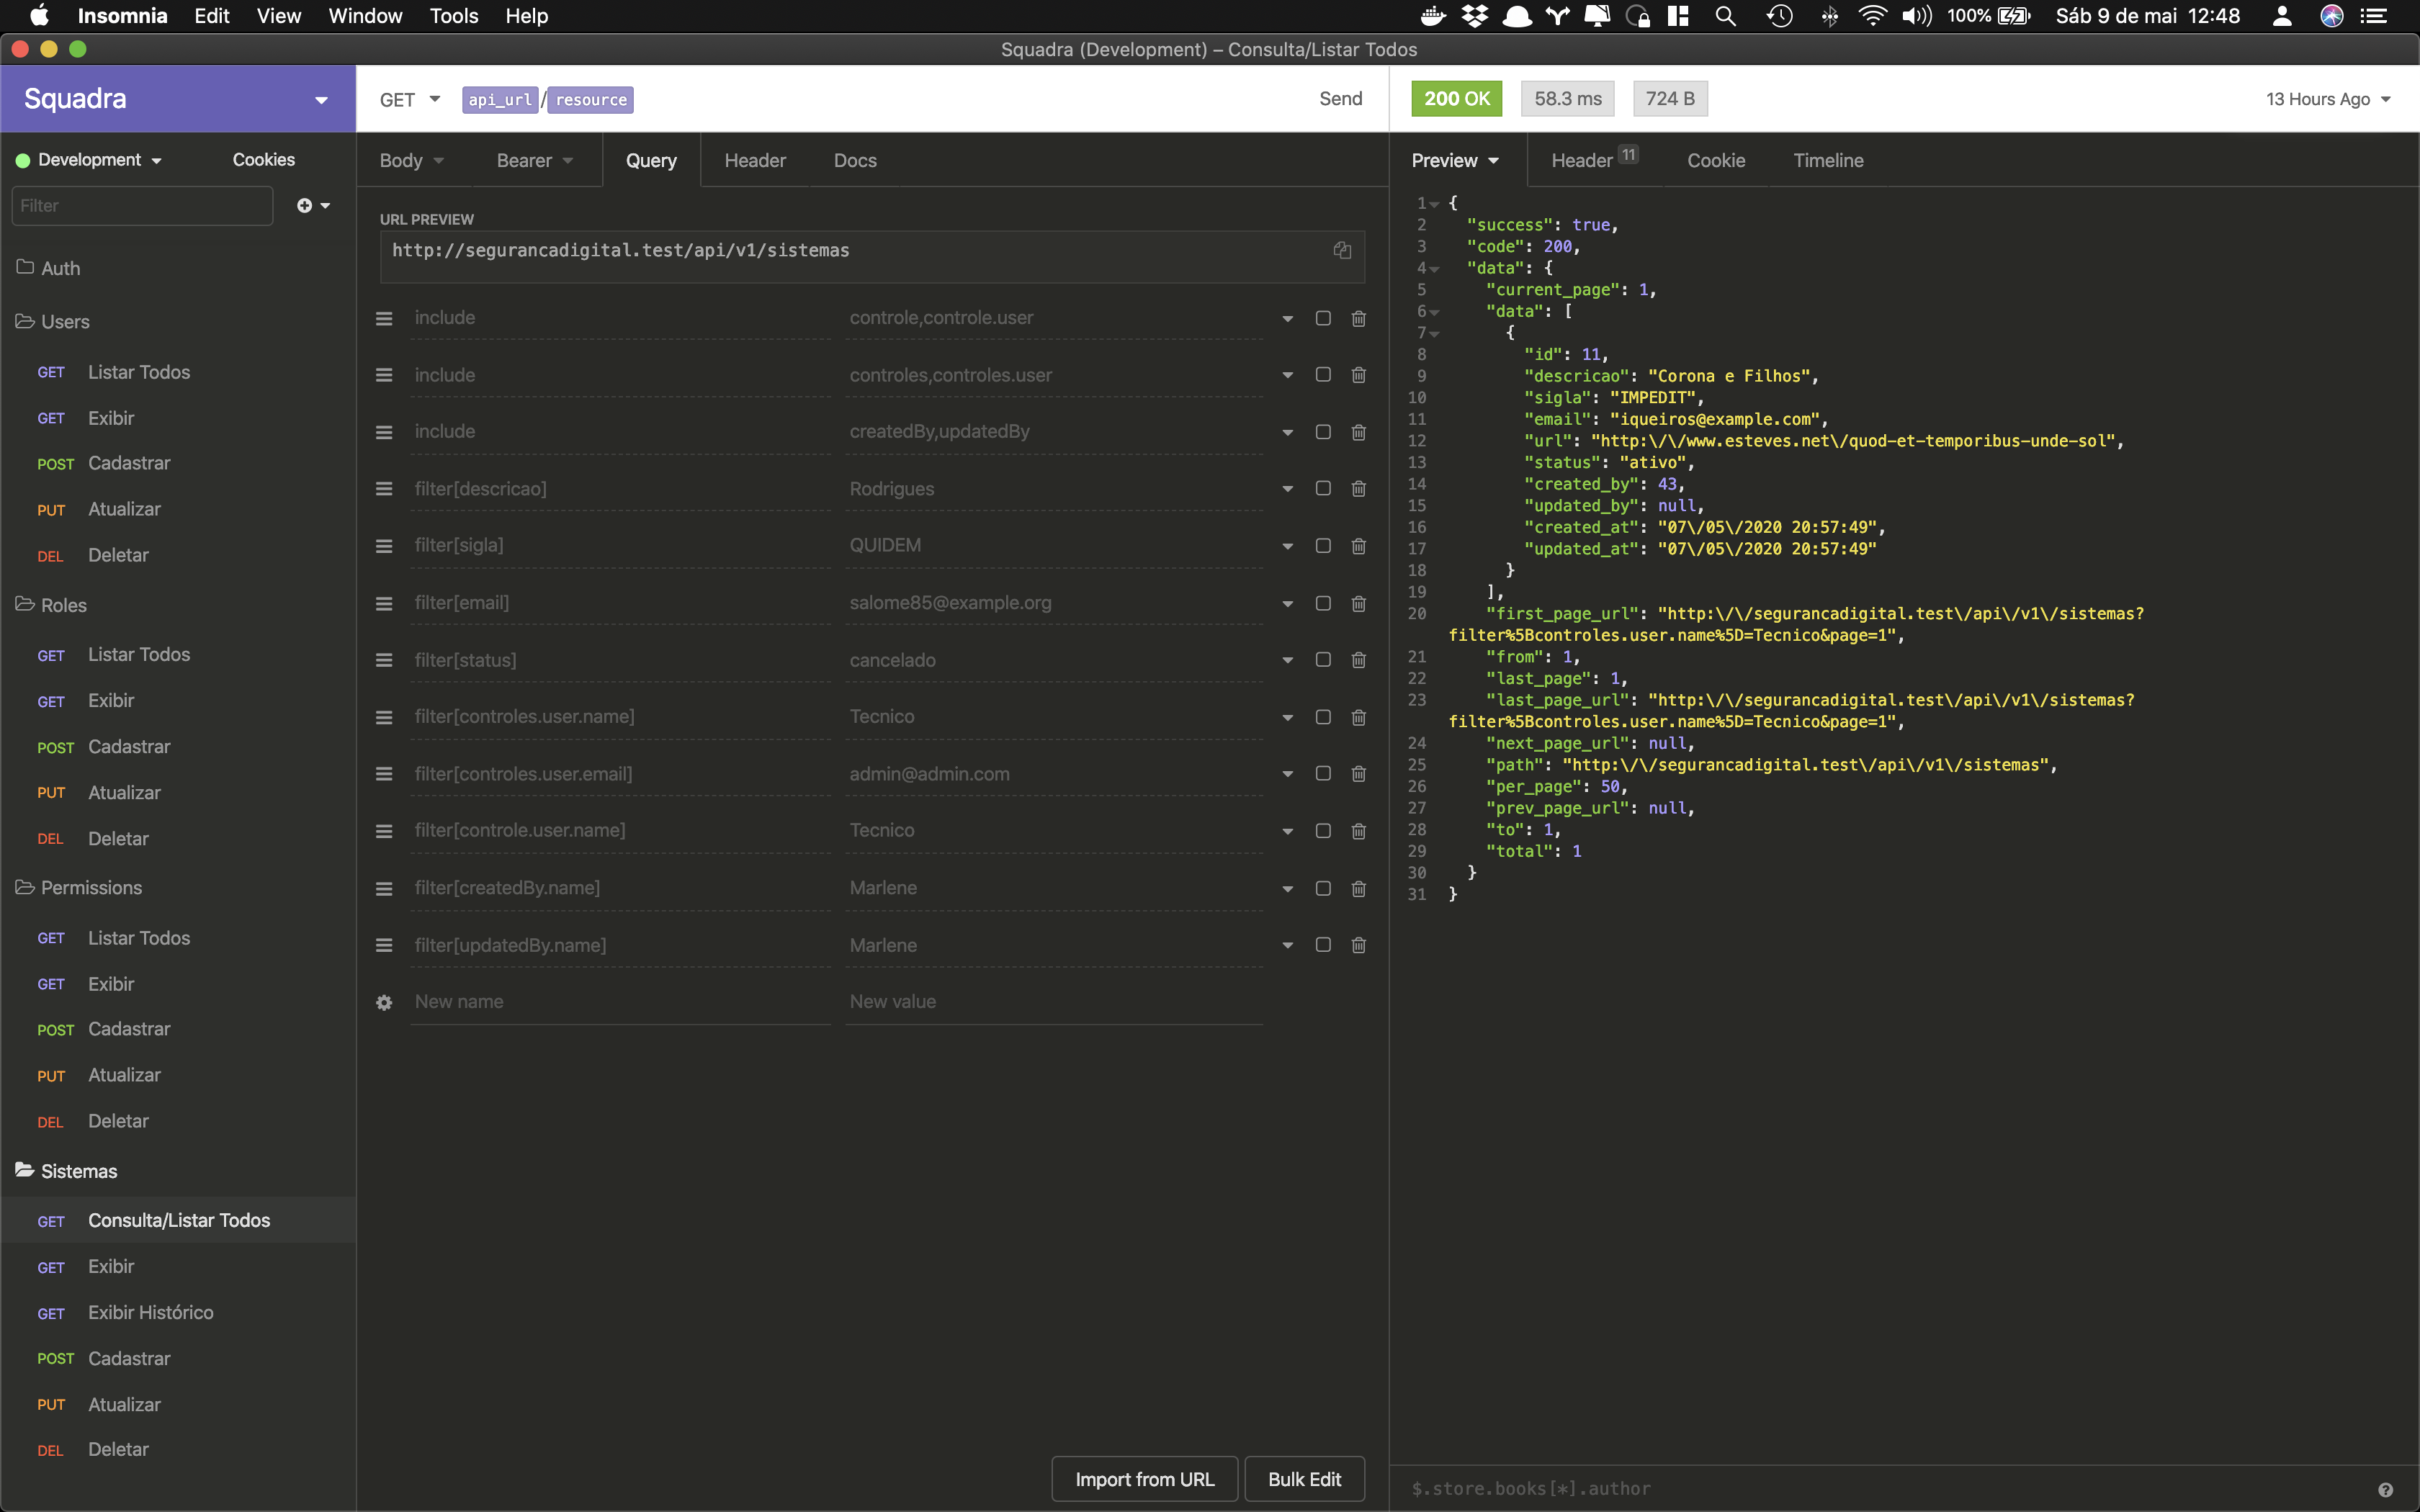 Insomnia Edit View Window Tools Help 100% Sáb 9 de mai 12:48
Squadra (Development) – Consulta/Listar Todos
Squadra
GET api_url/resource Send
200 OK 58.3 ms 724 B 13 Hours Ago
Development Cookies
Filter
Auth
Users
GET Listar Todos
GET Exibir
POST Cadastrar
PUT Atualizar
DEL Deletar
Roles
GET Listar Todos
GET Exibir
POST Cadastrar
PUT Atualizar
DEL Deletar
Permissions
GET Listar Todos
GET Exibir
POST Cadastrar
PUT Atualizar
DEL Deletar
Sistemas
GET Consulta/Listar Todos
GET Exibir
GET Exibir Histórico
POST Cadastrar
PUT Atualizar
DEL Deletar
Body Bearer Query Header Docs
URL PREVIEW
http://segurancadigital.test/api/v1/sistemas
include controle,controle.user
include controles,controles.user
include createdBy,updatedBy
filter[descricao] Rodrigues
filter[sigla] QUIDEM
filter[email] salome85@example.org
filter[status] cancelado
filter[controles.user.name] Tecnico
filter[controles.user.email] admin@admin.com
filter[controle.user.name] Tecnico
filter[createdBy.name] Marlene
filter[updatedBy.name] Marlene
New name New value
Import from URL Bulk Edit
Preview Header 11 Cookie Timeline
1 {
2 "success": true,
3 "code": 200,
4 "data": {
5 "current_page": 1,
6 "data": [
7 {
8 "id": 11,
9 "descricao": "Corona e Filhos",
10 "sigla": "IMPEDIT",
11 "email": "iqueiros@example.com",
12 "url": "http:\/\/www.esteves.net\/quod-et-temporibus-unde-sol",
13 "status": "ativo",
14 "created_by": 43,
15 "updated_by": null,
16 "created_at": "07\/05\/2020 20:57:49",
17 "updated_at": "07\/05\/2020 20:57:49"
18 }
19 ],
20 "first_page_url": "http:\/\/segurancadigital.test\/api\/v1\/sistemas?
filter%5Bcontroles.user.name%5D=Tecnico&page=1",
21 "from": 1,
22 "last_page": 1,
23 "last_page_url": "http:\/\/segurancadigital.test\/api\/v1\/sistemas?
filter%5Bcontroles.user.name%5D=Tecnico&page=1",
24 "next_page_url": null,
25 "path": "http:\/\/segurancadigital.test\/api\/v1\/sistemas",
26 "per_page": 50,
27 "prev_page_url": null,
28 "to": 1,
29 "total": 1
30 }
31 }
$.store.books[*].author